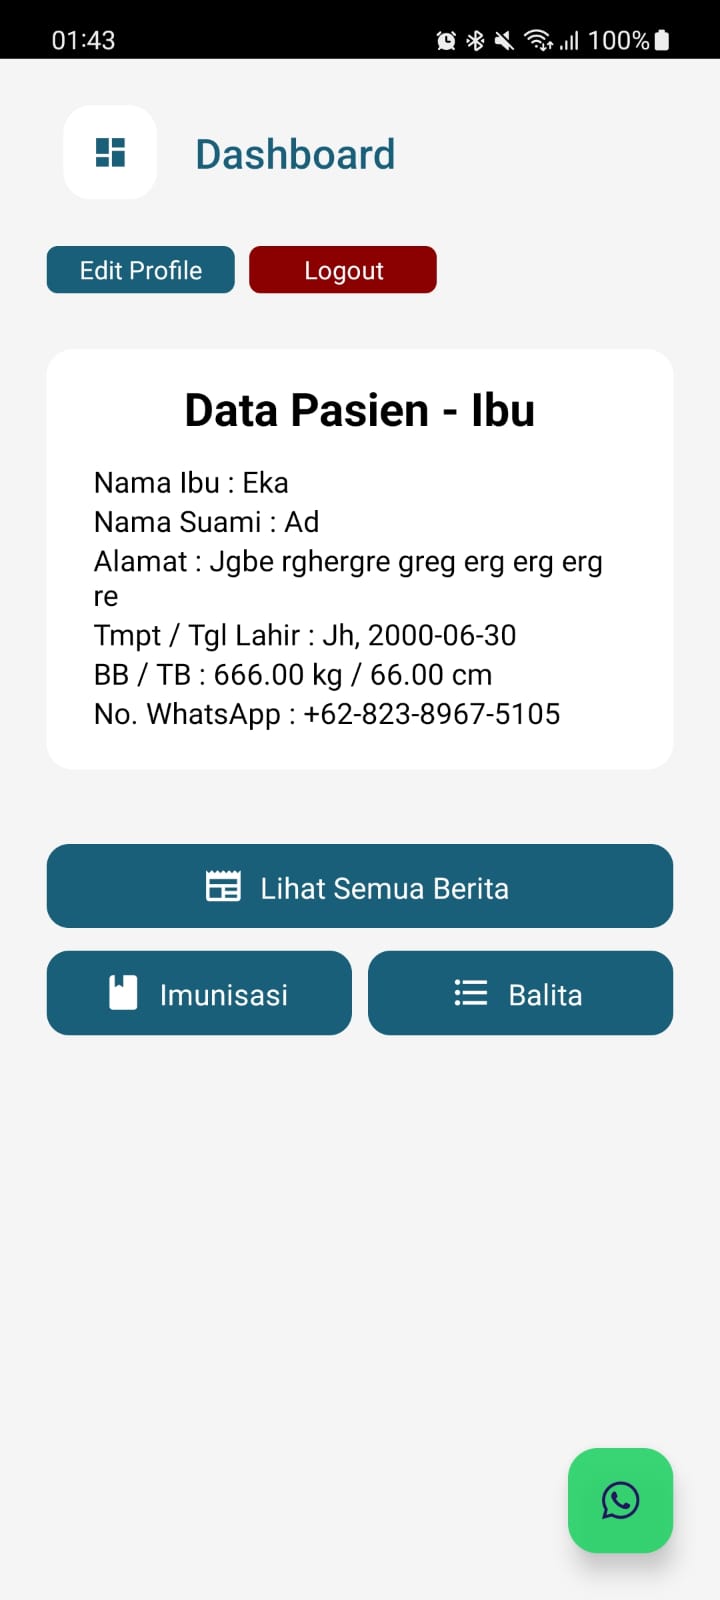 01:43
100%
Dashboard
Edit Profile
Logout
Data Pasien - Ibu
Nama Ibu : Eka
Nama Suami : Ad
Alamat : Jgbe rghergre greg erg erg erg
re
Tmpt / Tgl Lahir : Jh, 2000-06-30
BB / TB : 666.00 kg / 66.00 cm
No. WhatsApp : +62-823-8967-5105
Lihat Semua Berita
Imunisasi
Balita